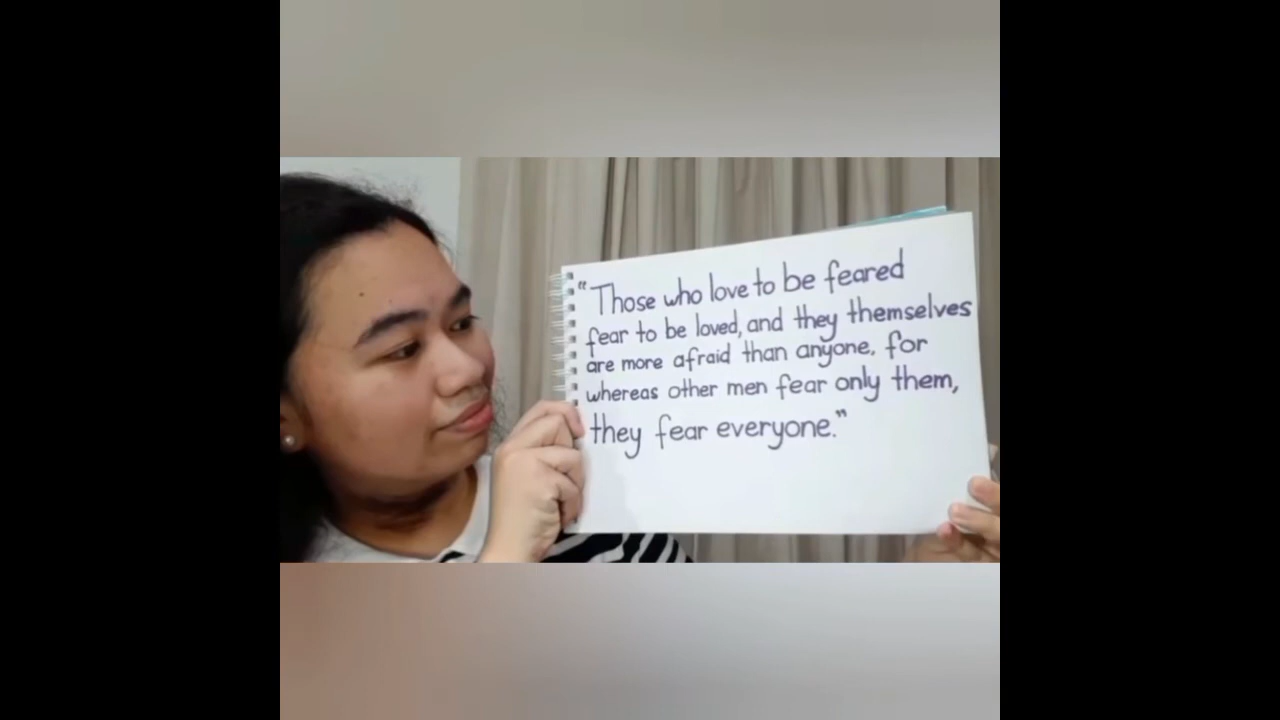 "Those who love to be feared
fear to be loved, and they themselves
are more afraid than anyone. for
whereas other men fear only them,
they fear everyone."